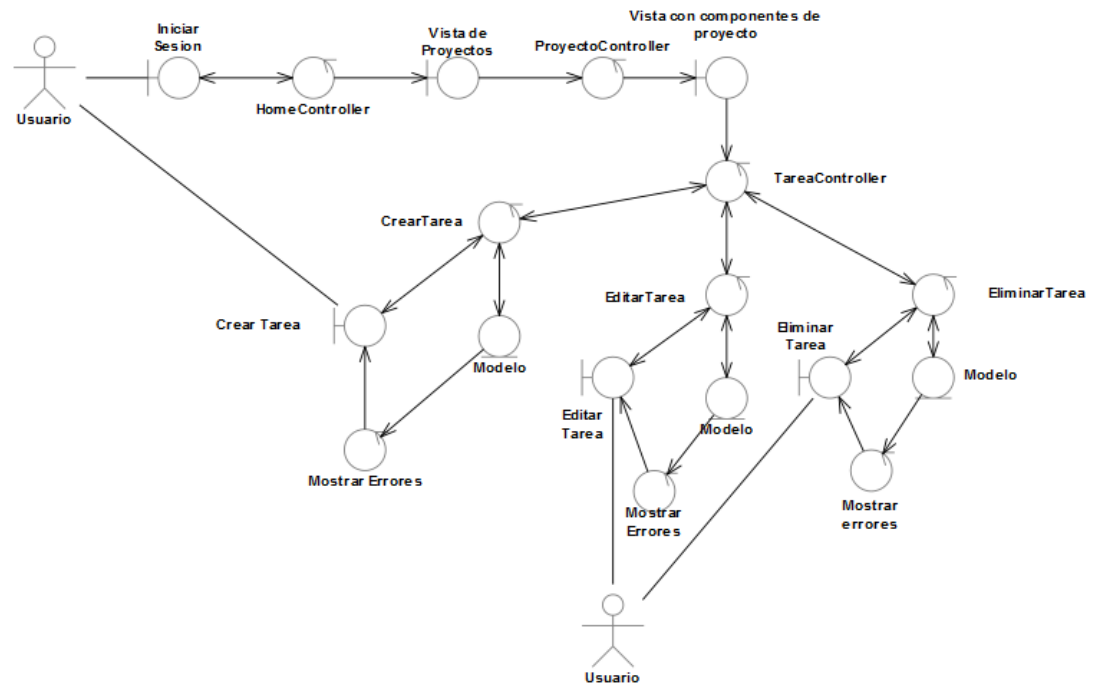 Vista con componentes de
proyecto
Iniciar
Sesion
Vista de
Proyectos
ProyectoController
HomeController
Usuario
TareaController
CrearTarea
EditarTarea
EliminarTarea
Crear Tarea
Eliminar
Tarea
Modelo
Modelo
Editar
Tarea
Modelo
Mostrar Errores
Mostrar
Errores
Mostrar
errores
Usuario